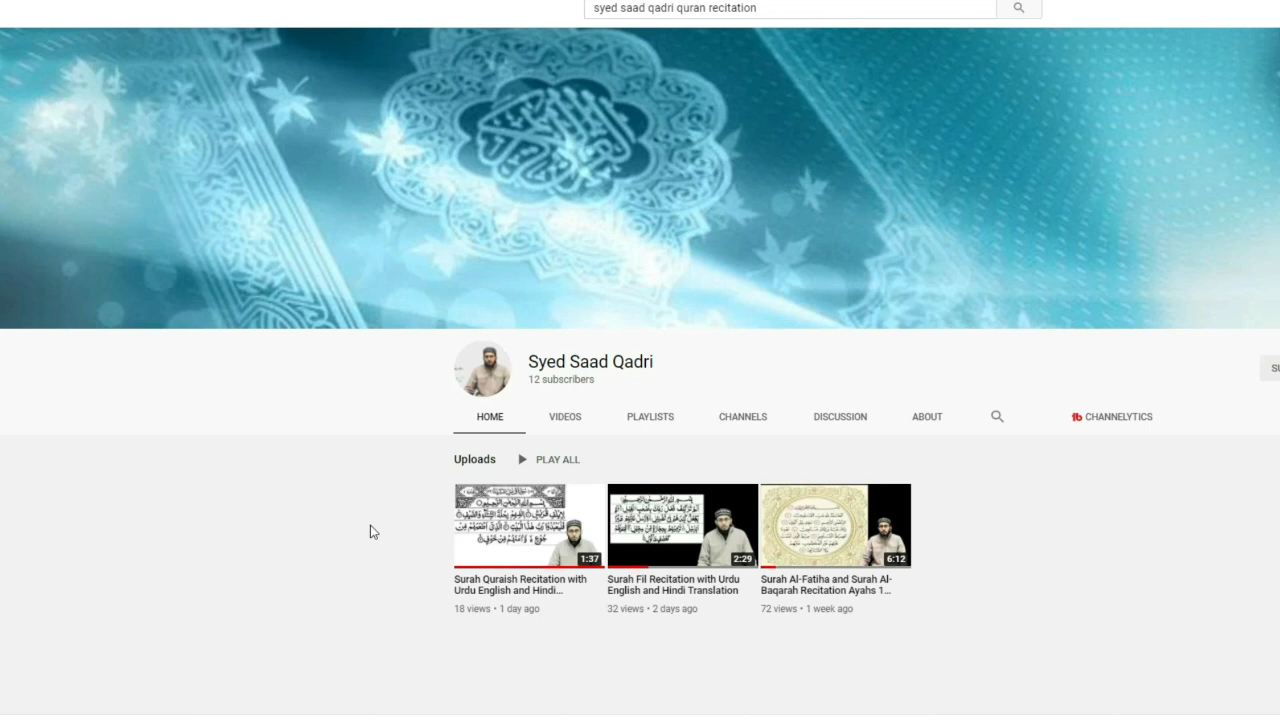 syed saad qadri quran recitation
Syed Saad Qadri
12 subscribers
HOME VIDEOS PLAYLISTS CHANNELS DISCUSSION ABOUT CHANNELYTICS
Uploads PLAY ALL
1:37 2:29 6:12
Surah Quraish Recitation with
Urdu English and Hindi...
18 views • 1 day ago
Surah Fil Recitation with Urdu
English and Hindi Translation
32 views • 2 days ago
Surah Al-Fatiha and Surah Al-
Baqarah Recitation Ayahs 1...
72 views • 1 week ago